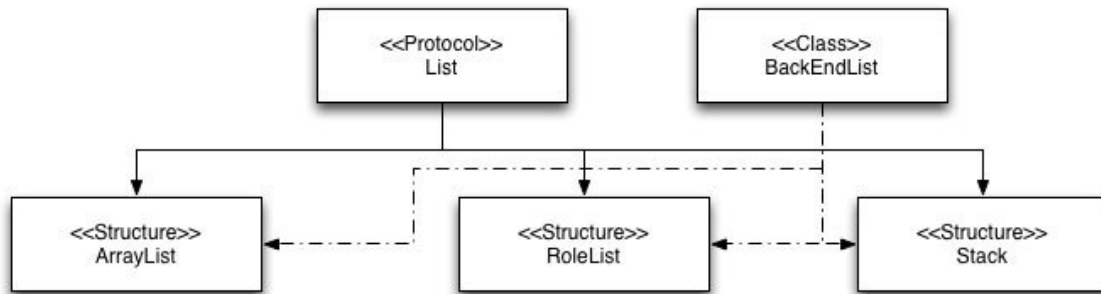 <<Protocol>>
List
<<Class>>
BackEndList
<<Structure>>
ArrayList
<<Structure>>
RoleList
<<Structure>>
Stack